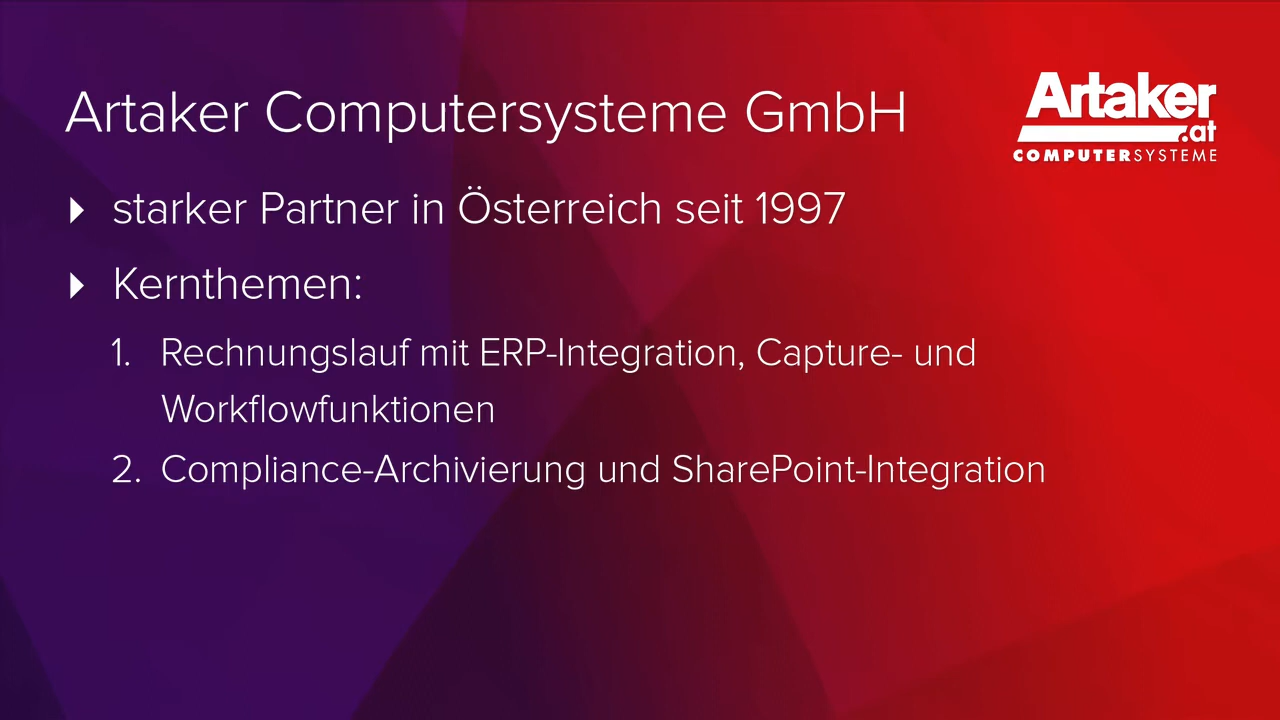 Artaker Computersysteme GmbH
Artaker
.at
COMPUTERSYSTEME
starker Partner in Österreich seit 1997
Kernthemen:
1. Rechnungslauf mit ERP-Integration, Capture- und
Workflowfunktionen
2. Compliance-Archivierung und SharePoint-Integration